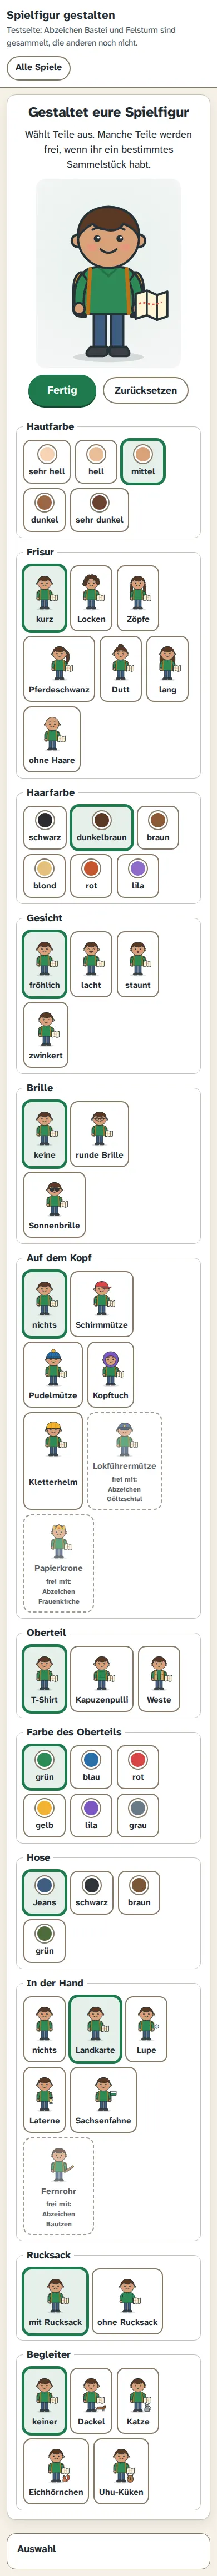 Spielfigur gestalten
Testseite: Abzeichen Bastei und Felsturm sind
gesammelt, die anderen noch nicht.
Alle Spiele
Gestaltet eure Spielfigur
Wählt Teile aus. Manche Teile werden
frei, wenn ihr ein bestimmtes
Sammelstück habt.
Fertig
Zurücksetzen
Hautfarbe
sehr hell
hell
mittel
dunkel
sehr dunkel
Frisur
kurz
Locken
Zöpfe
Pferdeschwanz
Dutt
lang
ohne Haare
Haarfarbe
schwarz
dunkelbraun
braun
blond
rot
lila
Gesicht
fröhlich
lacht
staunt
zwinkert
Brille
keine
runde Brille
Sonnenbrille
Auf dem Kopf
nichts
Schirmmütze
Pudelmütze
Kopftuch
Kletterhelm
Lokführermütze
frei mit:
Abzeichen
Göltzschtal
Papierkrone
frei mit:
Abzeichen
Frauenkirche
Oberteil
T-Shirt
Kapuzenpulli
Weste
Farbe des Oberteils
grün
blau
rot
gelb
lila
grau
Hose
Jeans
schwarz
braun
grün
In der Hand
nichts
Landkarte
Lupe
Laterne
Sachsenfahne
Fernrohr
frei mit:
Abzeichen
Bautzen
Rucksack
mit Rucksack
ohne Rucksack
Begleiter
keiner
Dackel
Katze
Eichhörnchen
Uhu-Küken
Auswahl